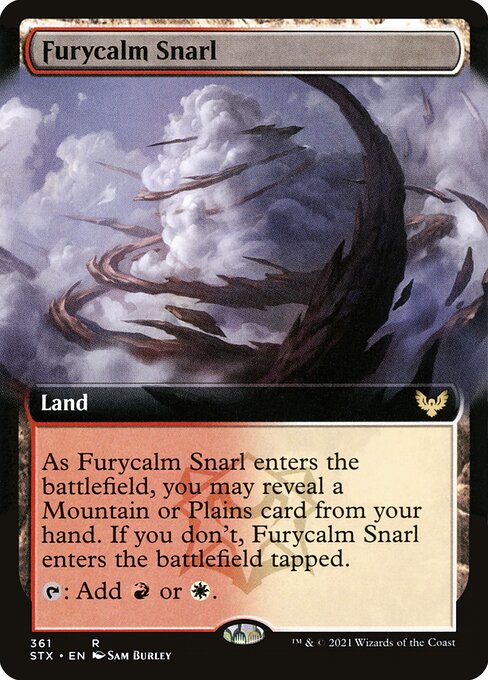 Furycalm Snarl
Land
As Furycalm Snarl enters the
battlefield, you may reveal a
Mountain or Plains card from your
hand. If you don't, Furycalm Snarl
enters the battlefield tapped.
: Add or .
361 R
STX • EN SAM BURLEY
™ & © 2021 Wizards of the Coast